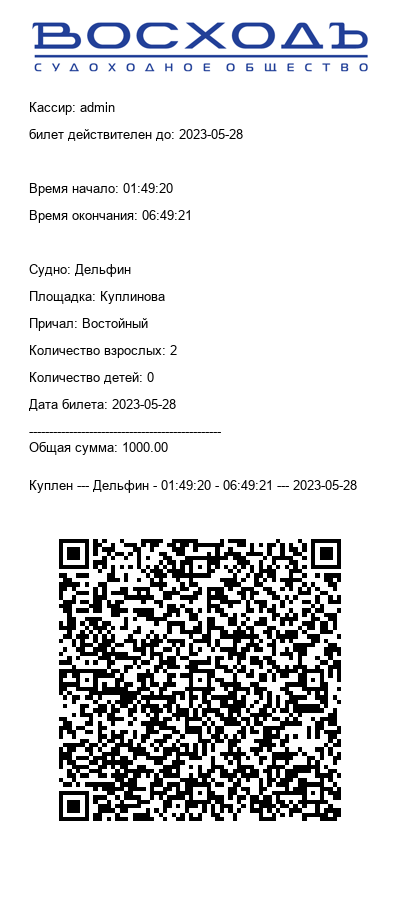 ВОСХОДЪ
СУДОХОДНОЕ ОБЩЕСТВО
Кассир: admin
билет действителен до: 2023-05-28
Время начало: 01:49:20
Время окончания: 06:49:21
Судно: Дельфин
Площадка: Куплинова
Причал: Востойный
Количество взрослых: 2
Количество детей: 0
Дата билета: 2023-05-28
------------------------------------------------
Общая сумма: 1000.00
Куплен --- Дельфин - 01:49:20 - 06:49:21 --- 2023-05-28